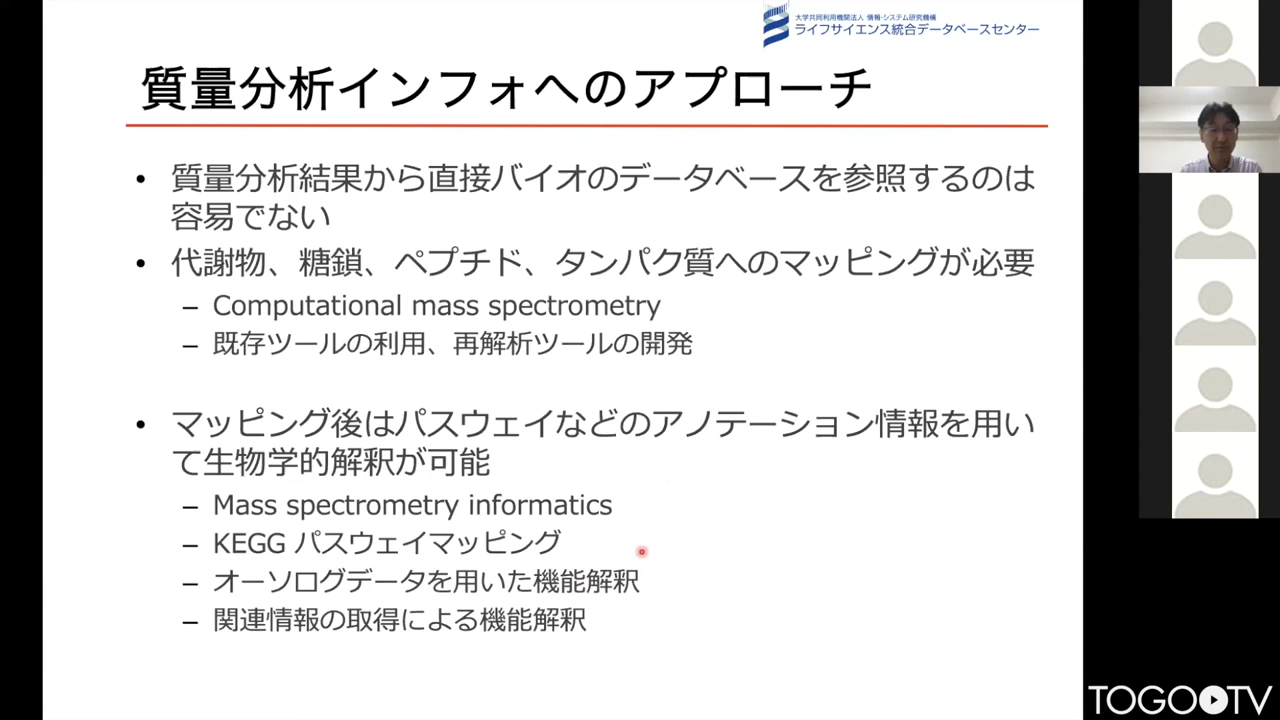 大学共同利用機関法人 情報・システム研究機構
ライフサイエンス統合データベースセンター
質量分析インフォへのアプローチ
• 質量分析結果から直接バイオのデータベースを参照するのは
容易でない
• 代謝物、糖鎖、ペプチド、タンパク質へのマッピングが必要
– Computational mass spectrometry
– 既存ツールの利用、再解析ツールの開発
• マッピング後はパスウェイなどのアノテーション情報を用い
て生物学的解釈が可能
– Mass spectrometry informatics
– KEGG パスウェイマッピング
– オーソログデータを用いた機能解釈
– 関連情報の取得による機能解釈
TOGO TV